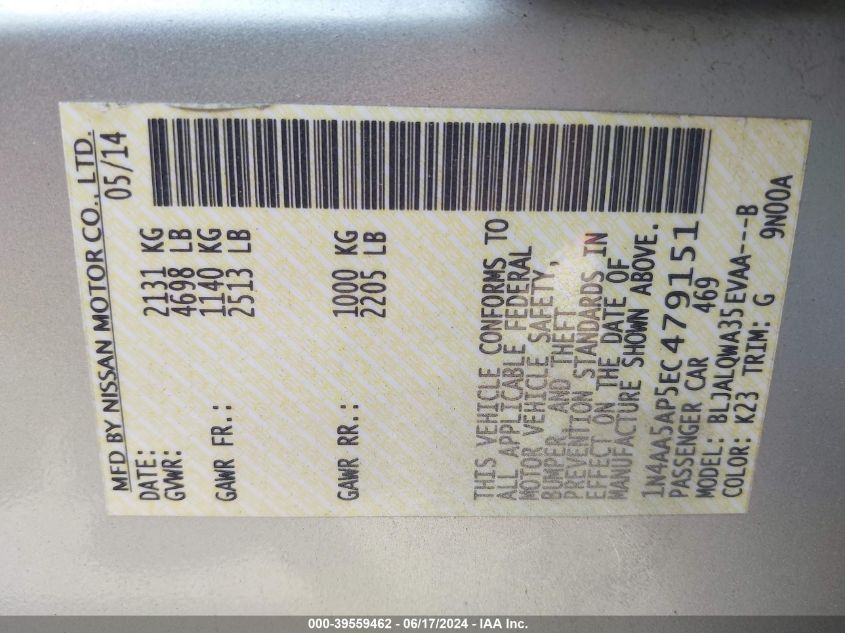 MFD BY NISSAN MOTOR CO., LTD.
DATE: 05/14
GVWR: 2131 KG
4698 LB
GAWR FR.: 1140 KG
2513 LB
GAWR RR.: 1000 KG
2205 LB
THIS VEHICLE CONFORMS TO
ALL APPLICABLE FEDERAL
MOTOR VEHICLE SAFETY,
BUMPER, AND THEFT
PREVENTION STANDARDS IN
EFFECT ON THE DATE OF
MANUFACTURE SHOWN ABOVE.
1N4AA5AP5EC479151
PASSENGER CAR 469
MODEL: BLJALQWA35EVAA---B
COLOR: K23 TRIM: G 9N00A
000-39559462 - 06/17/2024 - IAA Inc.